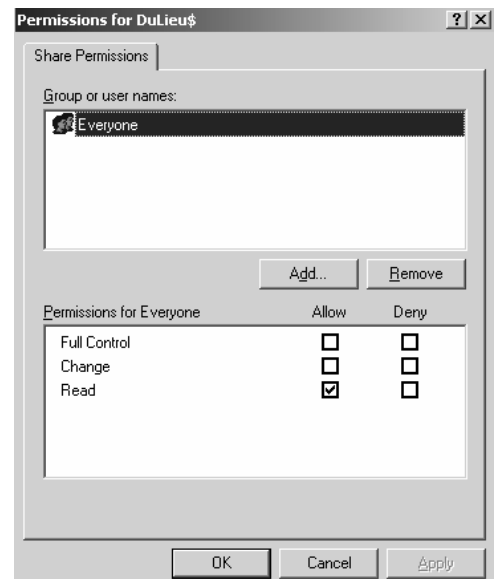 Permissions for DuLieu$
Share Permissions
Group or user names:
Everyone
Add... Remove
Permissions for Everyone Allow Deny
Full Control
Change
Read
OK Cancel Apply